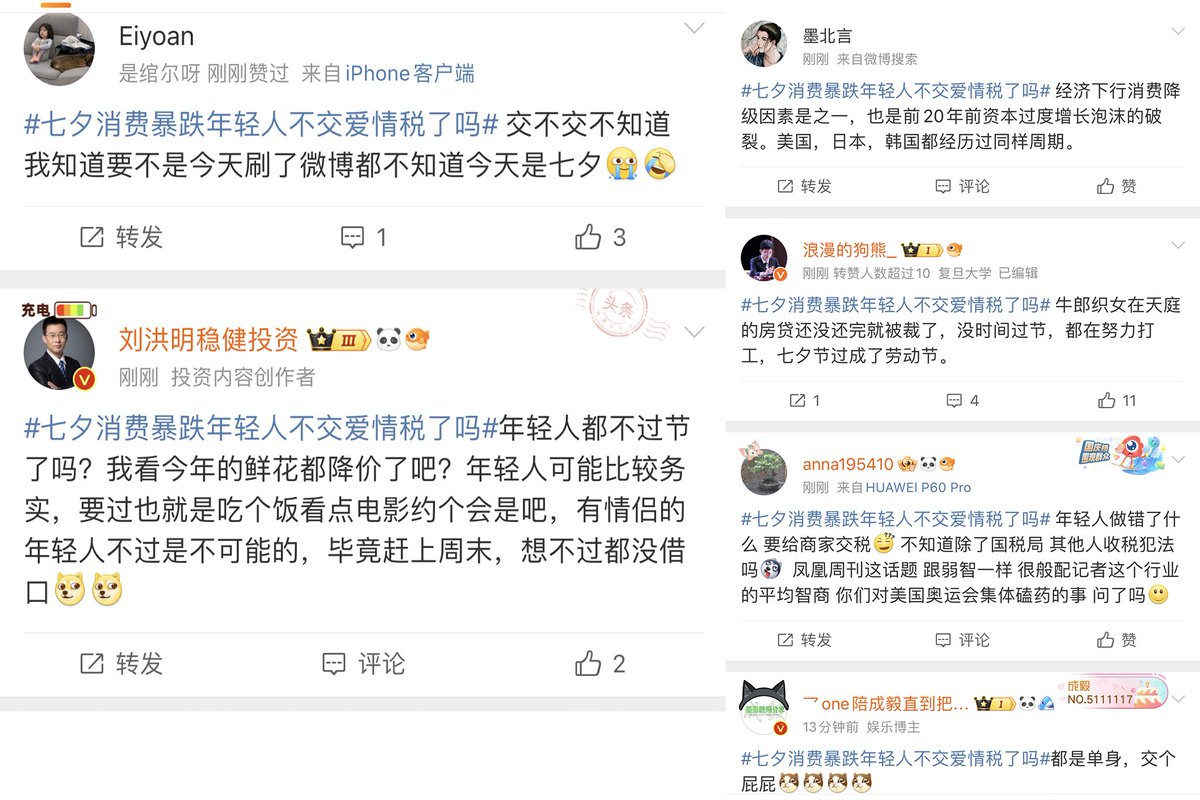 Eiyoan
是绾尔呀 刚刚赞过 来自 iPhone客户端
#七夕消费暴跌年轻人不交爱情税了吗# 交不交不知道
我知道要不是今天刷了微博都不知道今天是七夕
转发
1
3
充电
头条
刘洪明稳健投资 III
刚刚 投资内容创作者
#七夕消费暴跌年轻人不交爱情税了吗#年轻人都不过节
了吗？我看今年的鲜花都降价了吧？年轻人可能比较务
实，要过也就是吃个饭看点电影约个会是吧，有情侣的
年轻人不过是不可能的，毕竟赶上周末，想不过都没借
口
转发
评论
2
墨北言
刚刚 来自微博搜索
#七夕消费暴跌年轻人不交爱情税了吗# 经济下行消费降
级因素是之一，也是前20年前资本过度增长泡沫的破
裂。美国，日本，韩国都经历过同样周期。
转发
评论
赞
浪漫的狗熊_ I
刚刚 转赞人数超过10 复旦大学 已编辑
#七夕消费暴跌年轻人不交爱情税了吗# 牛郎织女在天庭
的房贷还没还完就被裁了，没时间过节，都在努力打
工，七夕节过成了劳动节。
1
4
11
anna195410
刚刚 来自 HUAWEI P60 Pro
#七夕消费暴跌年轻人不交爱情税了吗# 年轻人做错了什
么 要给商家交税 不知道除了国税局 其他人收税犯法
吗 凤凰周刊这话题 跟弱智一样 很般配记者这个行业
的平均智商 你们对美国奥运会集体磕药的事 问了吗
转发
评论
赞
乛one陪成毅直到把... I
成毅
NO.5111117
13分钟前 娱乐博主
#七夕消费暴跌年轻人不交爱情税了吗#都是单身，交个
屁屁